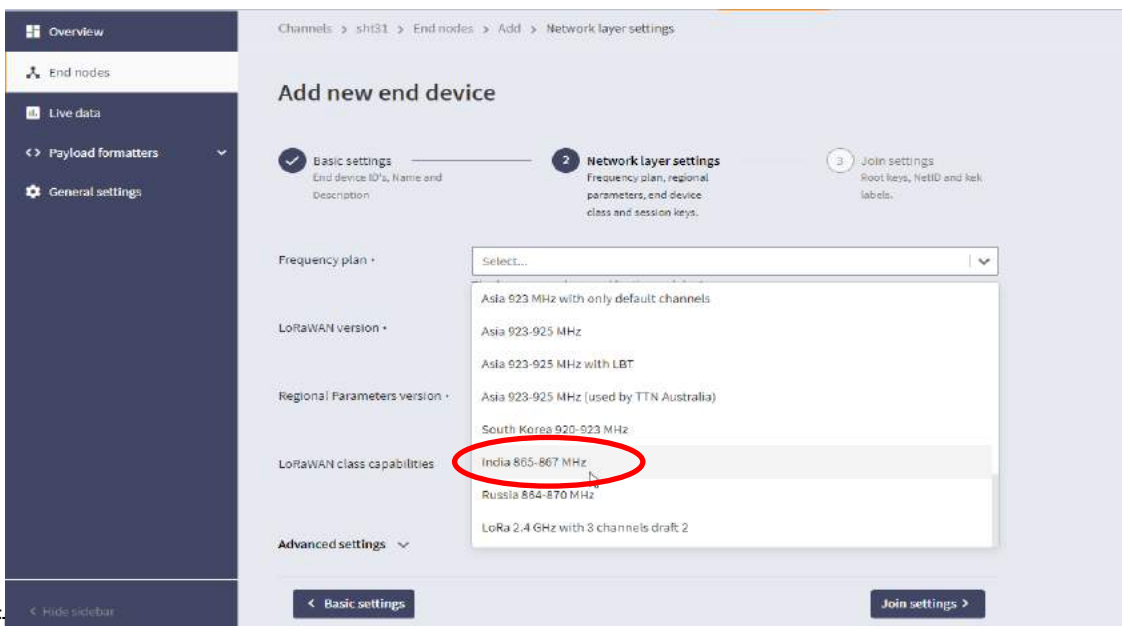 Overview
Channels > sht31 > End nodes > Add > Network layer settings
End nodes
Add new end device
Live data
<> Payload formatters
General settings
Basic settings
End device ID's, Name and
Description
2
Network layer settings
Frequency plan, regional
parameters, end device
class and session keys.
3
Join settings
Root keys, NetID and kek
labels.
Frequency plan •
Select...
Asia 923 MHz with only default channels
LoRaWAN version •
Asia 923-925 MHz
Asia 923-925 MHz with LBT
Regional Parameters version •
Asia 923-925 MHz (used by TTN Australia)
South Korea 920-923 MHz
LoRaWAN class capabilities
India 865-867 MHz
Russia 864-870 MHz
LoRa 2.4 GHz with 3 channels draft 2
Advanced settings
< Basic settings
Join settings >
< Hide sidebar